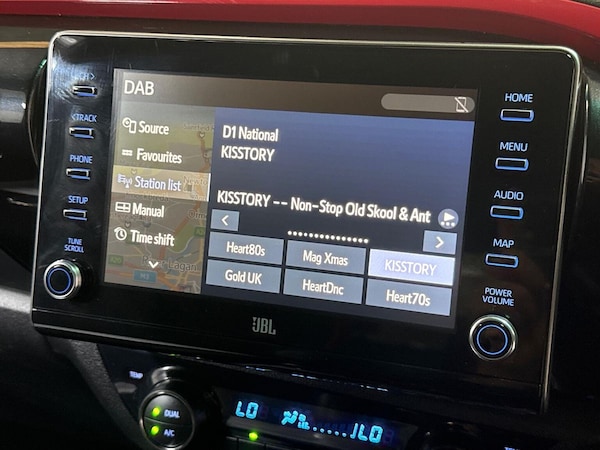 DAB
Source
Favourites
Station list
Manual
Time shift
D1 National
KISSTORY
KISSTORY -- Non-Stop Old Skool & Ant
Heart80s
Mag Xmas
KISSTORY
Gold UK
HeartDnc
Heart70s
<TRACK
PHONE
SETUP
TUNE
SCROLL
HOME
MENU
AUDIO
MAP
POWER
VOLUME
JBL
TEMP
DUAL
A/C
LO
LO